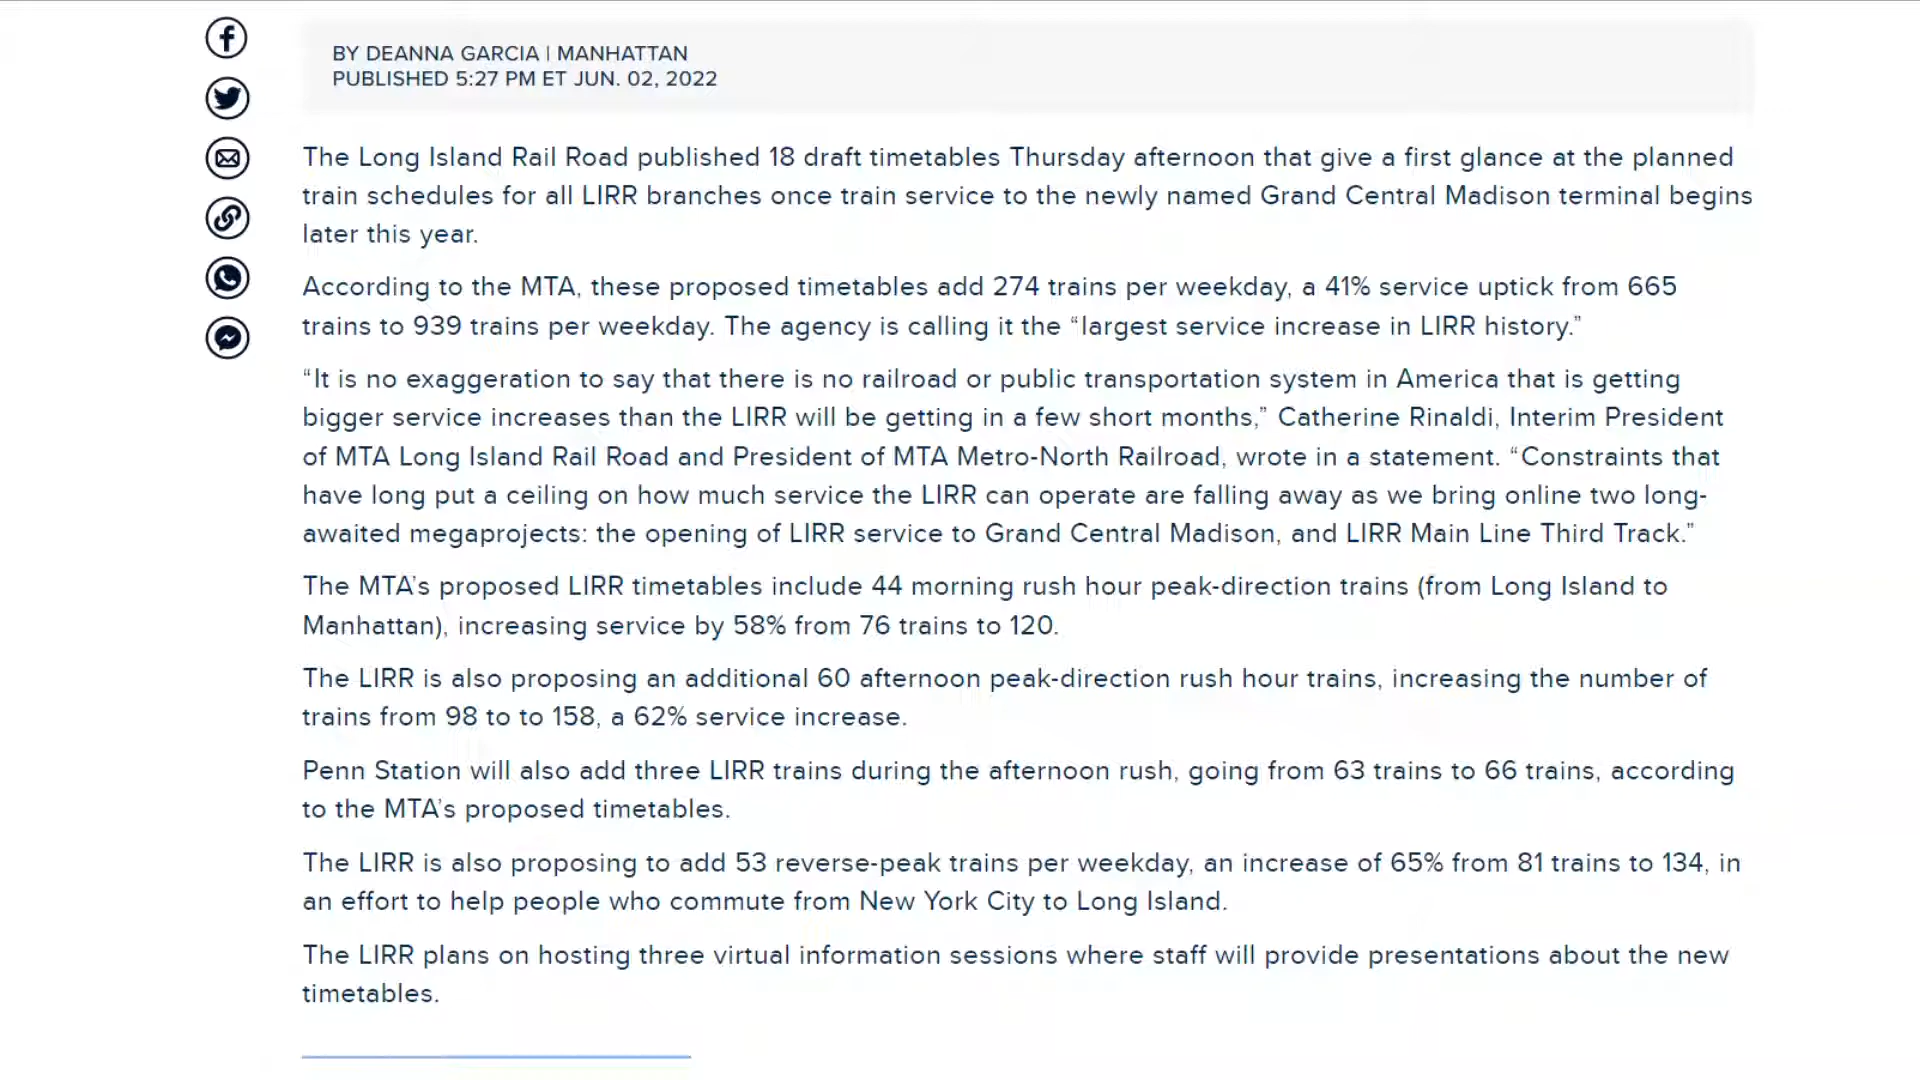 BY DEANNA GARCIA | MANHATTAN
PUBLISHED 5:27 PM ET JUN. 02, 2022
The Long Island Rail Road published 18 draft timetables Thursday afternoon that give a first glance at the planned
train schedules for all LIRR branches once train service to the newly named Grand Central Madison terminal begins
later this year.
According to the MTA, these proposed timetables add 274 trains per weekday, a 41% service uptick from 665
trains to 939 trains per weekday. The agency is calling it the “largest service increase in LIRR history.”
“It is no exaggeration to say that there is no railroad or public transportation system in America that is getting
bigger service increases than the LIRR will be getting in a few short months,” Catherine Rinaldi, Interim President
of MTA Long Island Rail Road and President of MTA Metro-North Railroad, wrote in a statement. “Constraints that
have long put a ceiling on how much service the LIRR can operate are falling away as we bring online two long-
awaited megaprojects: the opening of LIRR service to Grand Central Madison, and LIRR Main Line Third Track.”
The MTA’s proposed LIRR timetables include 44 morning rush hour peak-direction trains (from Long Island to
Manhattan), increasing service by 58% from 76 trains to 120.
The LIRR is also proposing an additional 60 afternoon peak-direction rush hour trains, increasing the number of
trains from 98 to to 158, a 62% service increase.
Penn Station will also add three LIRR trains during the afternoon rush, going from 63 trains to 66 trains, according
to the MTA’s proposed timetables.
The LIRR is also proposing to add 53 reverse-peak trains per weekday, an increase of 65% from 81 trains to 134, in
an effort to help people who commute from New York City to Long Island.
The LIRR plans on hosting three virtual information sessions where staff will provide presentations about the new
timetables.